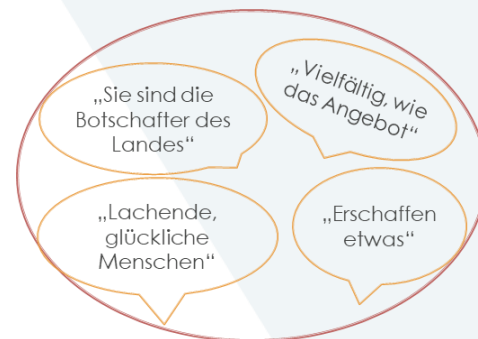 „Sie sind die
Botschafter des
Landes“
„Vielfältig, wie
das Angebot“
„Lachende,
glückliche
Menschen“
„Erschaffen
etwas“